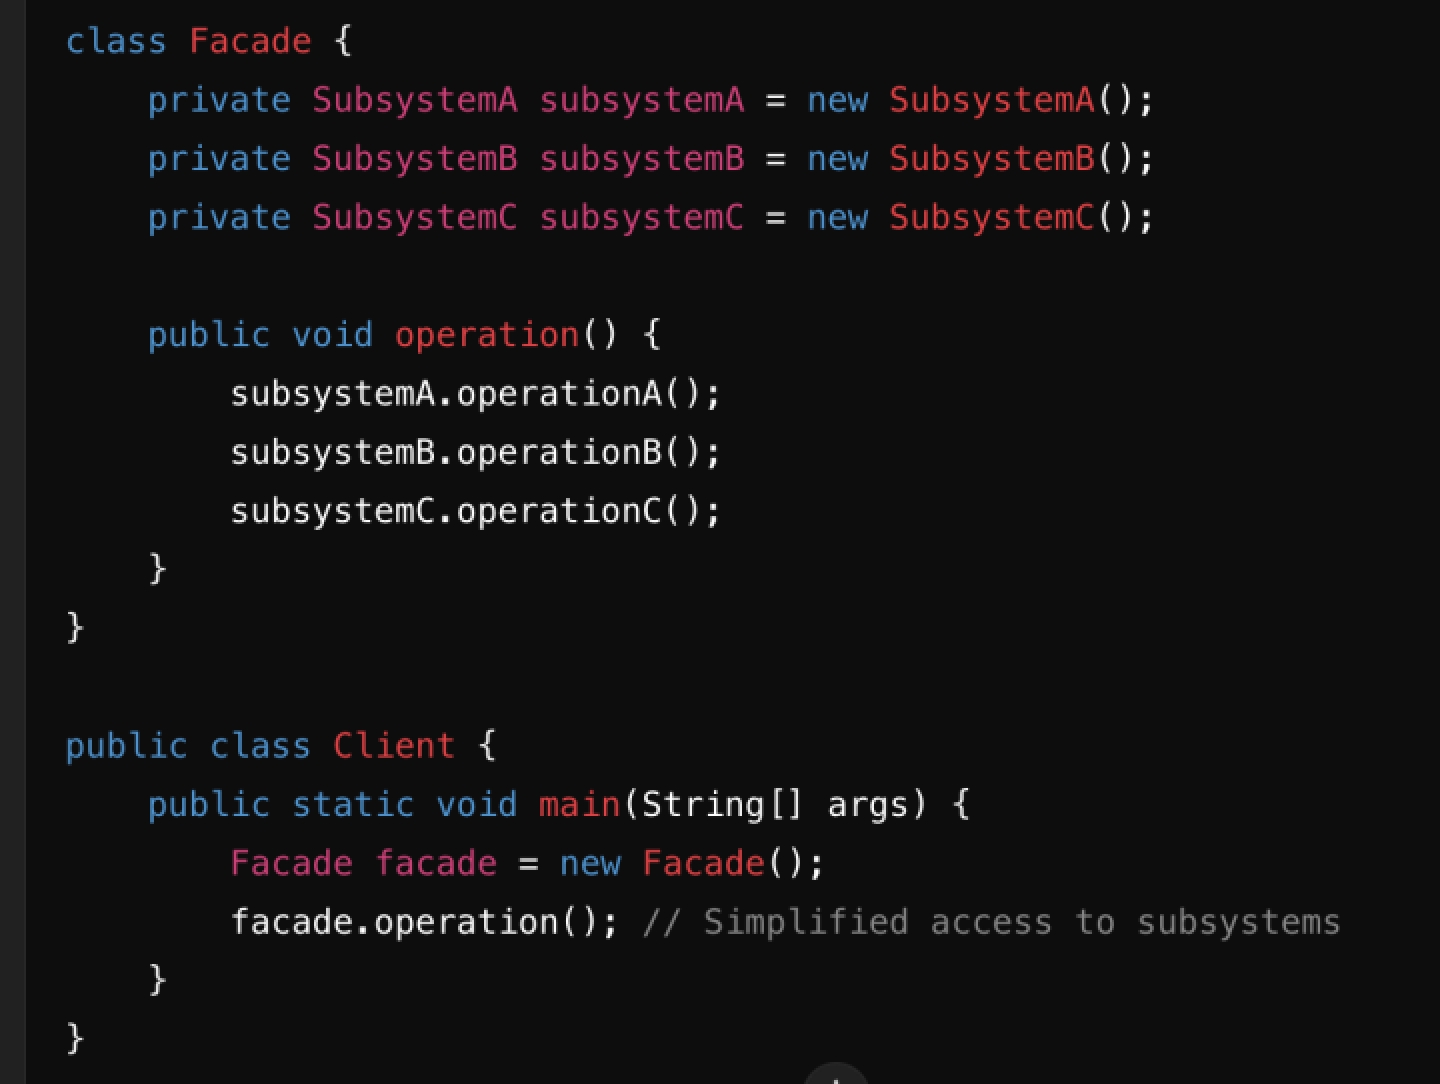 class Facade {
    private SubsystemA subsystemA = new SubsystemA();
    private SubsystemB subsystemB = new SubsystemB();
    private SubsystemC subsystemC = new SubsystemC();

    public void operation() {
        subsystemA.operationA();
        subsystemB.operationB();
        subsystemC.operationC();
    }
}

public class Client {
    public static void main(String[] args) {
        Facade facade = new Facade();
        facade.operation(); // Simplified access to subsystems
    }
}